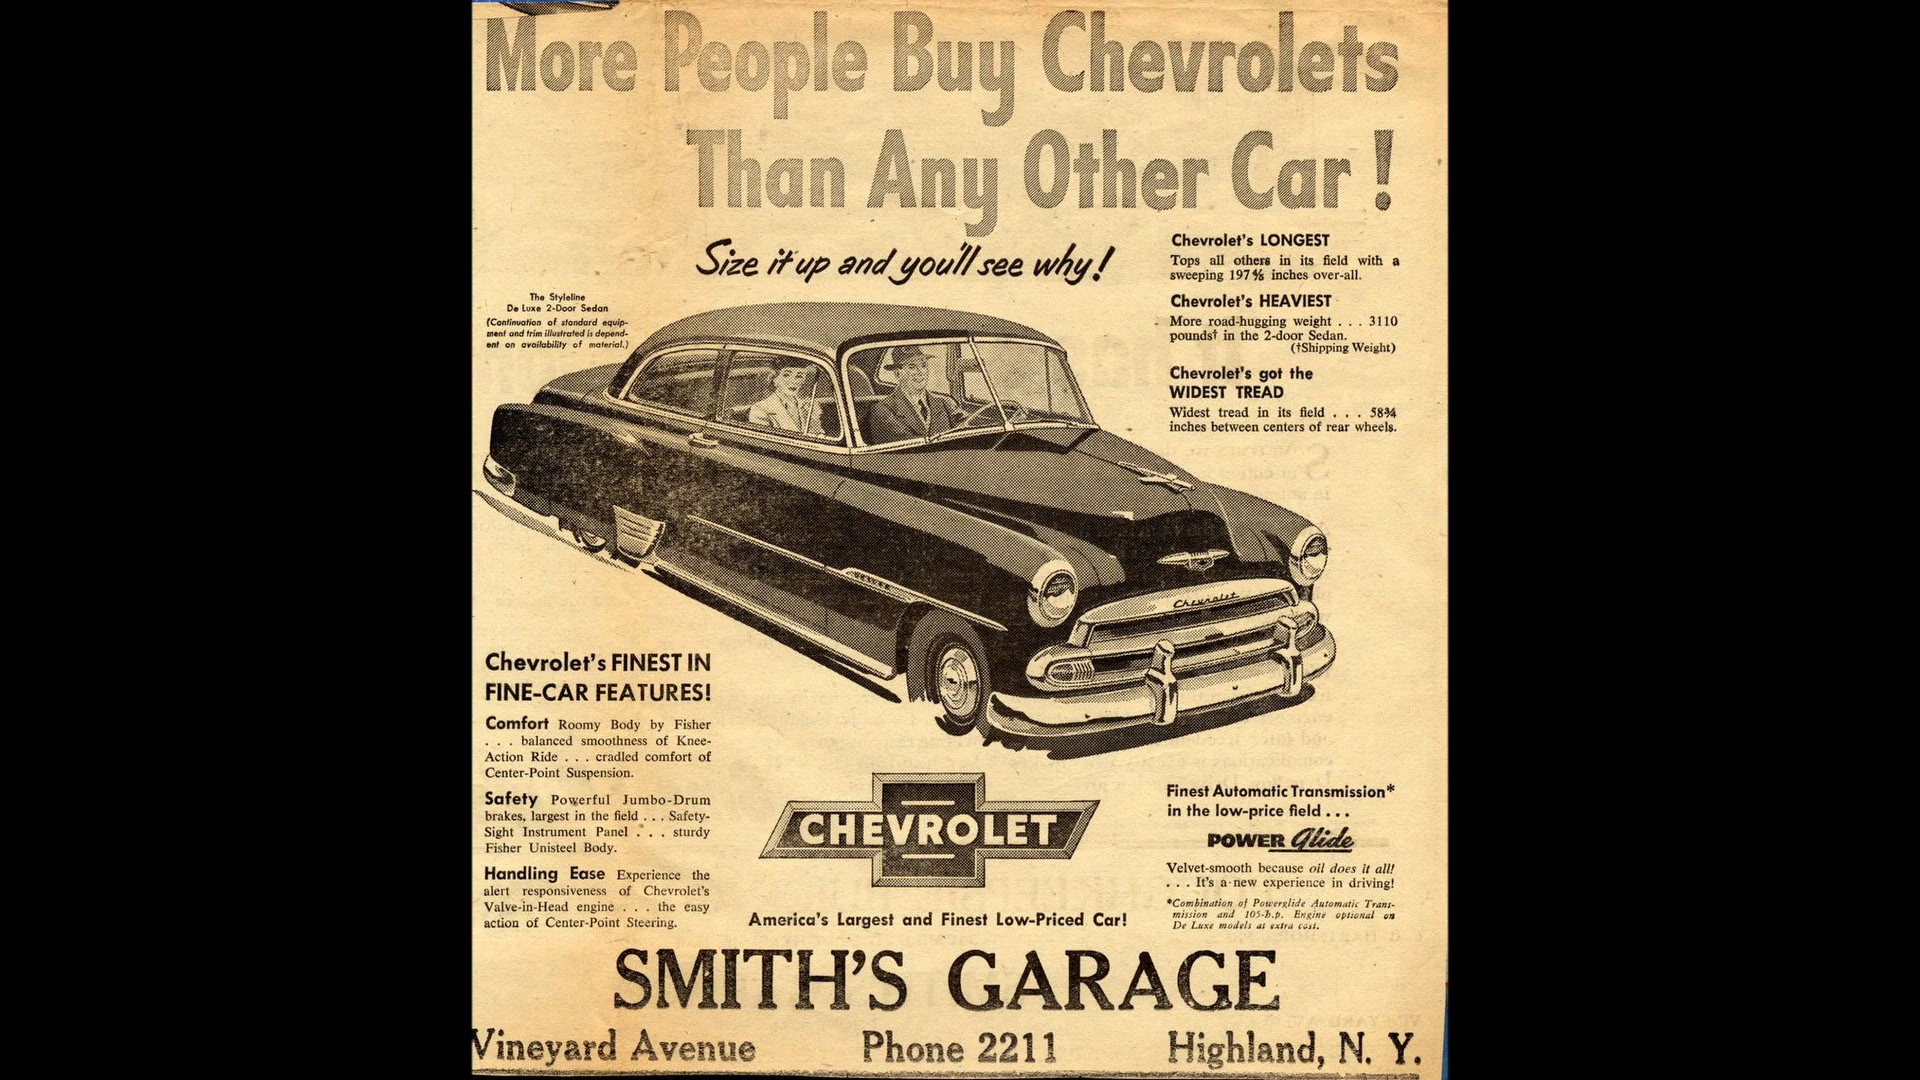 More People Buy Chevrolets
Than Any Other Car!
Size it up and you'll see why!
The Styleline
De Luxe 2-Door Sedan
(Continuation of standard equip-
ment and trim illustrated is depend-
ent on availability of material.)
Chevrolet's LONGEST
Tops all others in its field with a
sweeping 197⅝ inches over-all.
Chevrolet's HEAVIEST
More road-hugging weight . . . 3110
pounds† in the 2-door Sedan.
(†Shipping Weight)
Chevrolet's got the
WIDEST TREAD
Widest tread in its field . . . 58¾
inches between centers of rear wheels.
Chevrolet
Chevrolet's FINEST IN
FINE-CAR FEATURES!
Comfort Roomy Body by Fisher
. . . balanced smoothness of Knee-
Action Ride . . . cradled comfort of
Center-Point Suspension.
Safety Powerful Jumbo-Drum
brakes, largest in the field . . . Safety-
Sight Instrument Panel . . . sturdy
Fisher Unisteel Body.
Handling Ease Experience the
alert responsiveness of Chevrolet's
Valve-in-Head engine . . . the easy
action of Center-Point Steering.
CHEVROLET
America's Largest and Finest Low-Priced Car!
Finest Automatic Transmission*
in the low-price field . . .
POWER Glide
Velvet-smooth because oil does it all!
. . . It's a new experience in driving!
*Combination of Powerglide Automatic Trans-
mission and 105-h.p. Engine optional on
De Luxe models at extra cost.
SMITH'S GARAGE
Vineyard Avenue Phone 2211 Highland, N. Y.